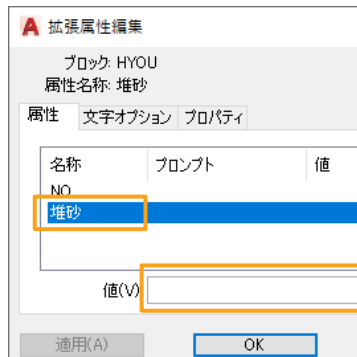 拡張属性編集
ブロック: HYOU
属性名称: 堆砂
属性 文字オプション プロパティ
名称 プロンプト 値
NO
堆砂
値(V)
適用(A) OK